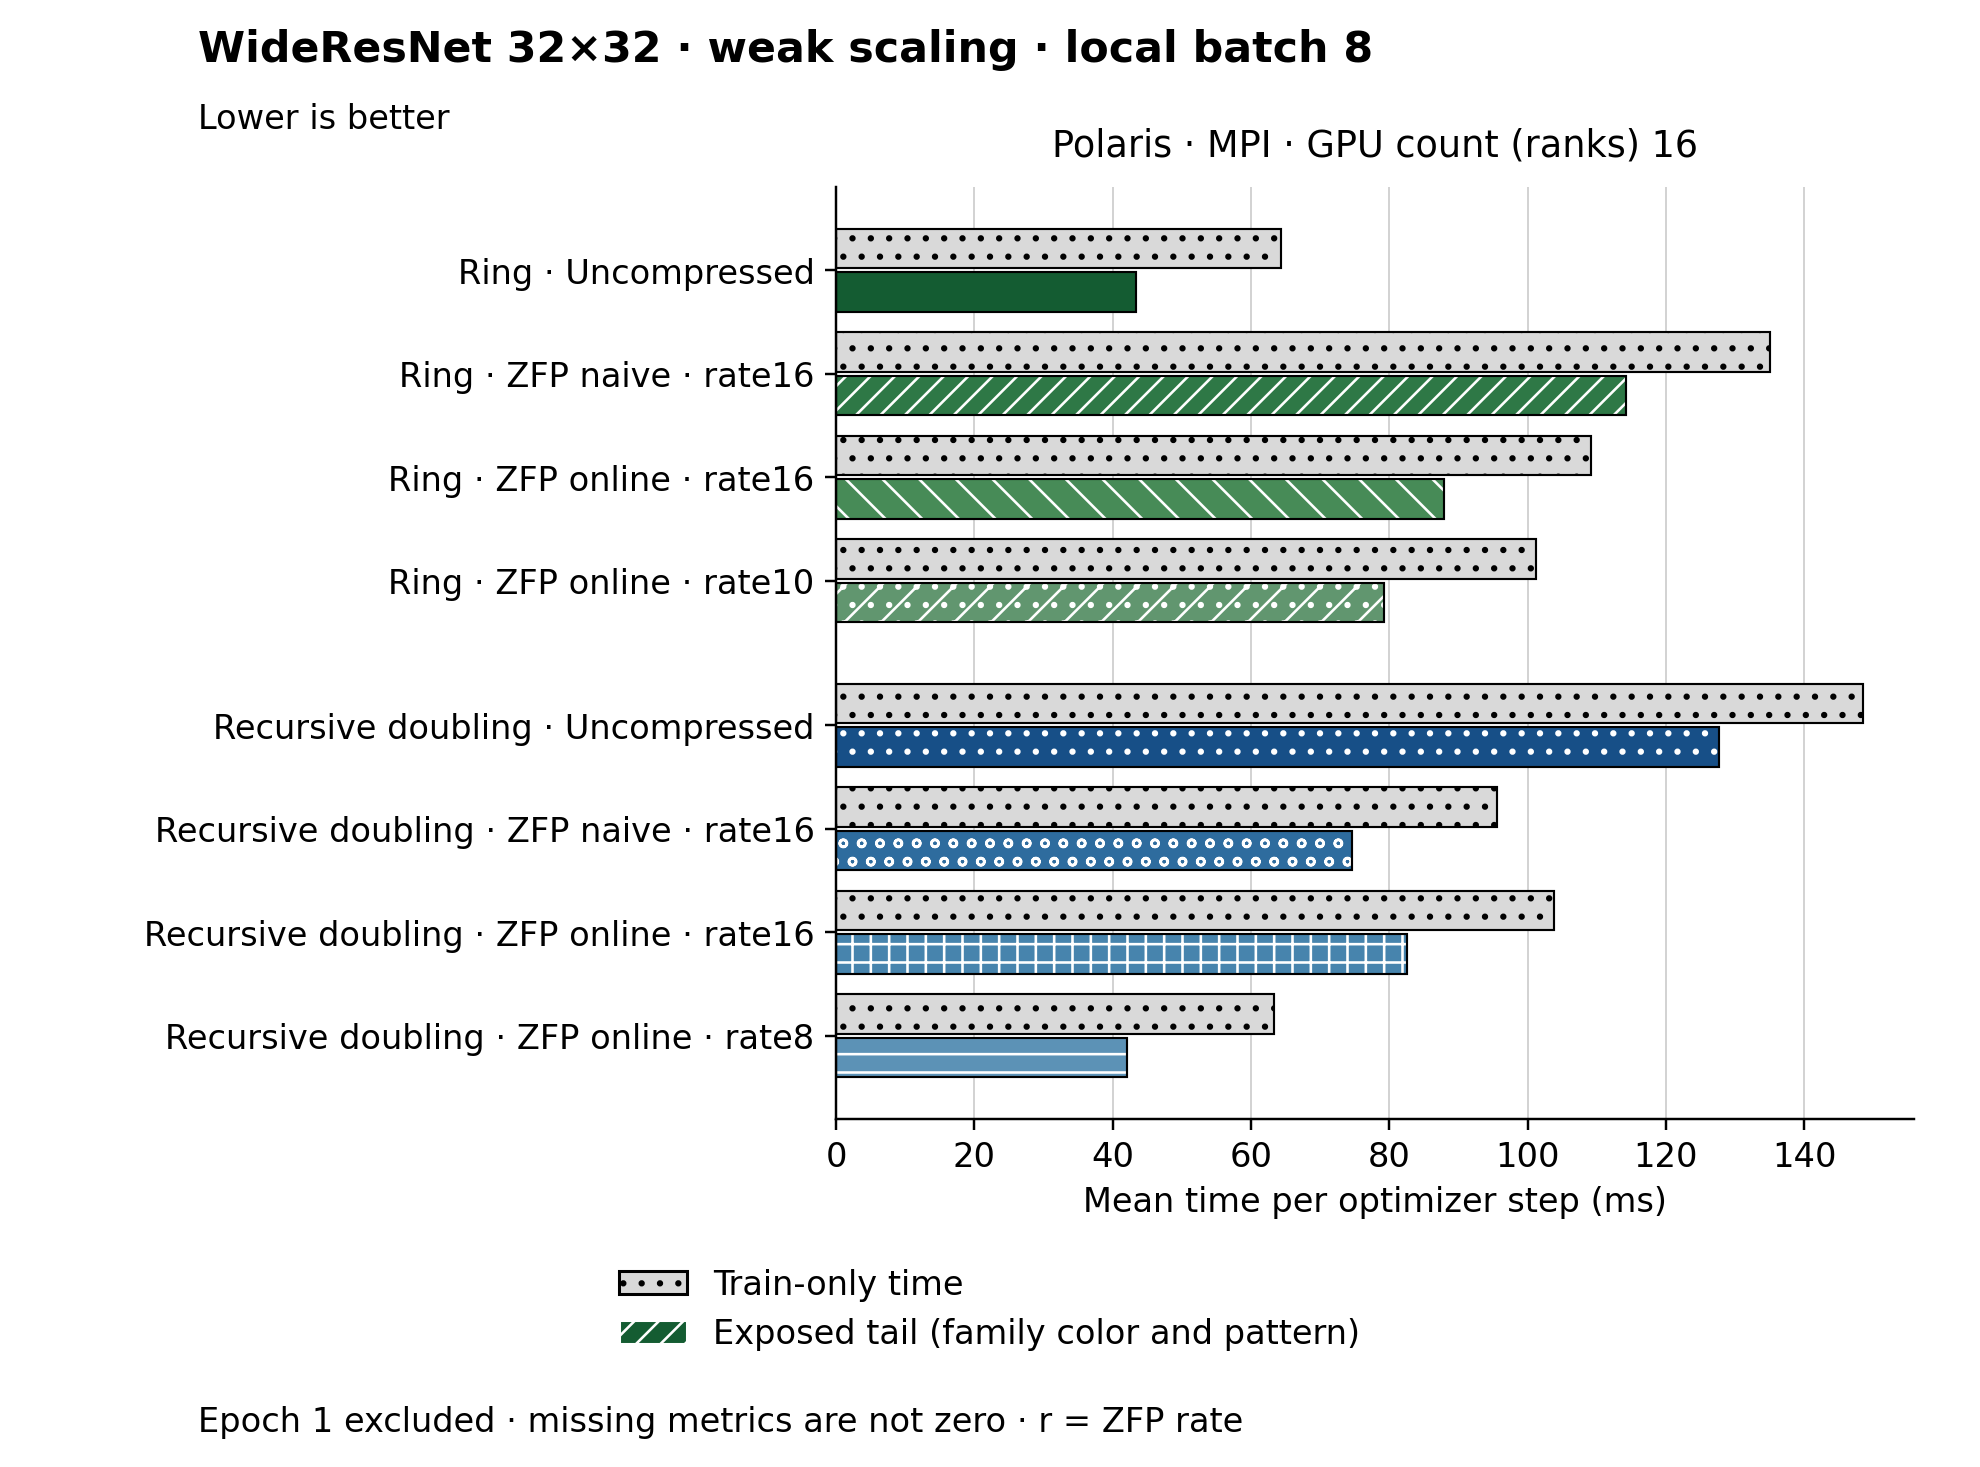 WideResNet 32×32 · weak scaling · local batch 8
Lower is better
Polaris · MPI · GPU count (ranks) 16
Ring · Uncompressed
Ring · ZFP naive · rate16
Ring · ZFP online · rate16
Ring · ZFP online · rate10
Recursive doubling · Uncompressed
Recursive doubling · ZFP naive · rate16
Recursive doubling · ZFP online · rate16
Recursive doubling · ZFP online · rate8
0 20 40 60 80 100 120 140
Mean time per optimizer step (ms)
Train-only time
Exposed tail (family color and pattern)
Epoch 1 excluded · missing metrics are not zero · r = ZFP rate